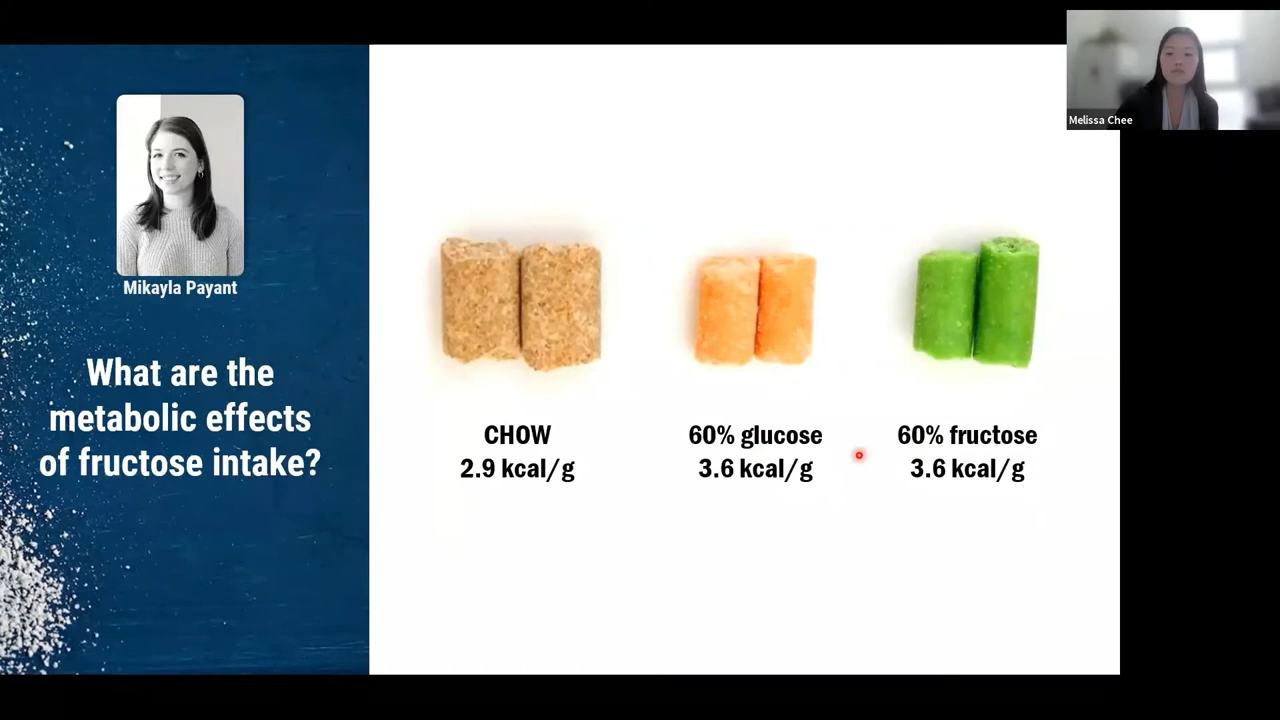 Melissa Chee
Mikayla Payant
What are the
metabolic effects
of fructose intake?
CHOW
2.9 kcal/g
60% glucose
3.6 kcal/g
60% fructose
3.6 kcal/g